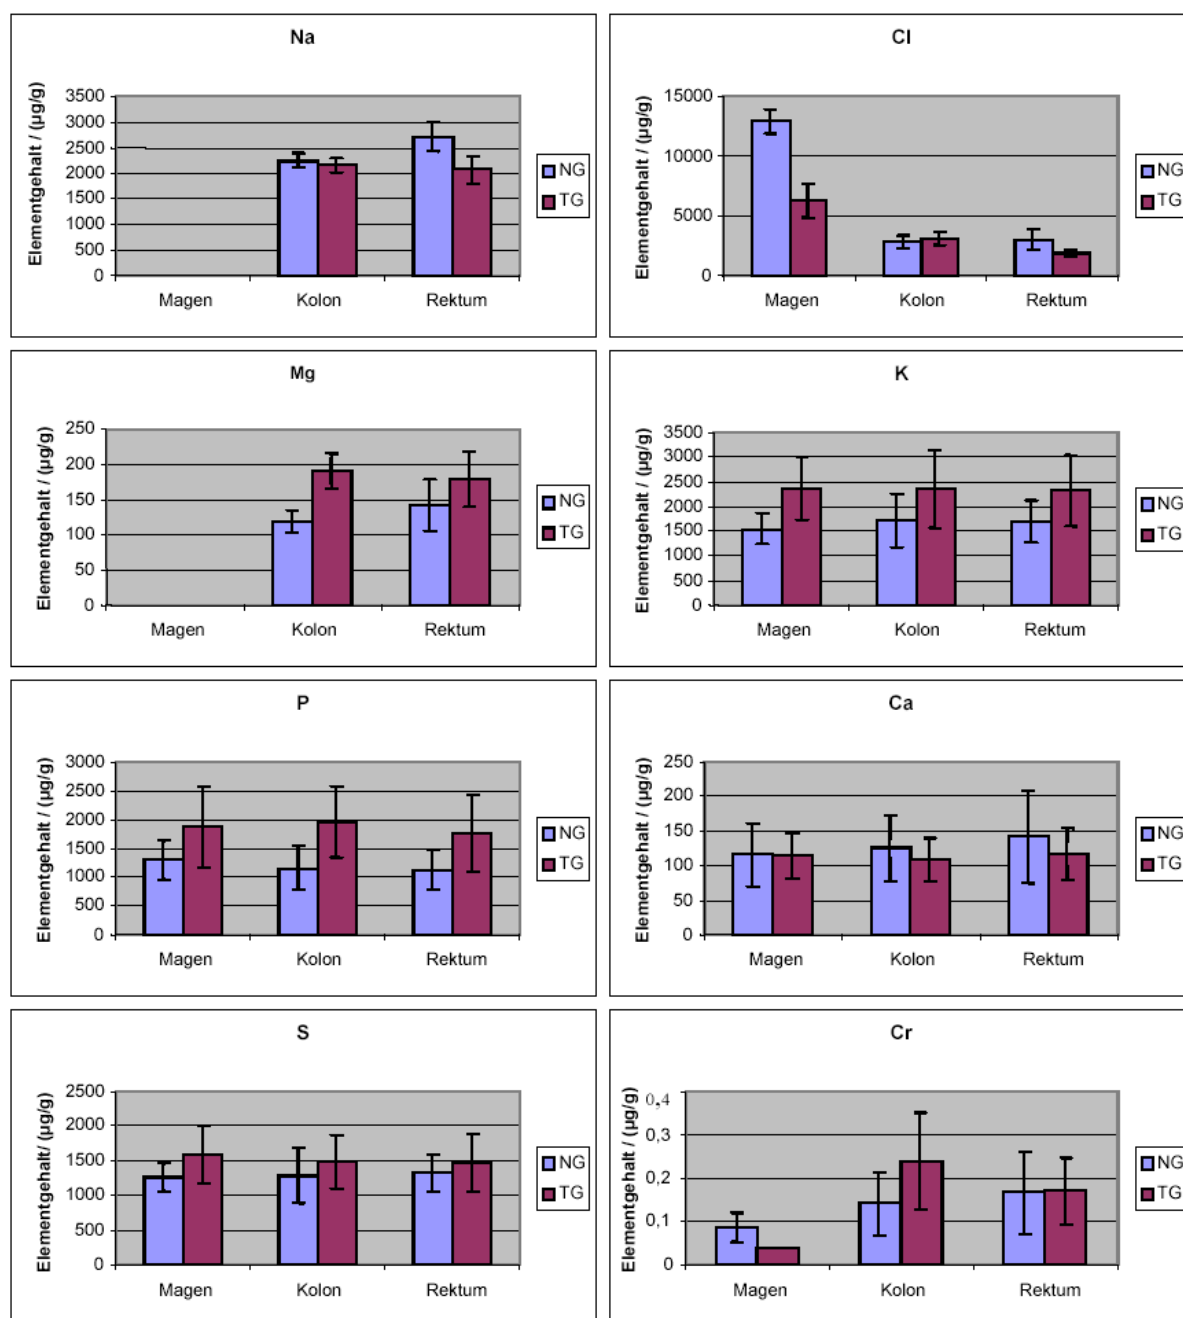 Na
Elementgehalt / (µg/g)
3500
3000
2500
2000
1500
1000
500
0
Magen Kolon Rektum
NG
TG
Cl
Elementgehalt / (µg/g)
15000
10000
5000
0
Magen Kolon Rektum
NG
TG
Mg
Elementgehalt / (µg/g)
250
200
150
100
50
0
Magen Kolon Rektum
NG
TG
K
Elementgehalt / (µg/g)
3500
3000
2500
2000
1500
1000
500
0
Magen Kolon Rektum
NG
TG
P
Elementgehalt / (µg/g)
3000
2500
2000
1500
1000
500
0
Magen Kolon Rektum
NG
TG
Ca
Elementgehalt / (µg/g)
250
200
150
100
50
0
Magen Kolon Rektum
NG
TG
S
Elementgehalt/ (µg/g)
2500
2000
1500
1000
500
0
Magen Kolon Rektum
NG
TG
Cr
Elementgehalt / (µg/g)
0,4
0,3
0,2
0,1
0
Magen Kolon Rektum
NG
TG